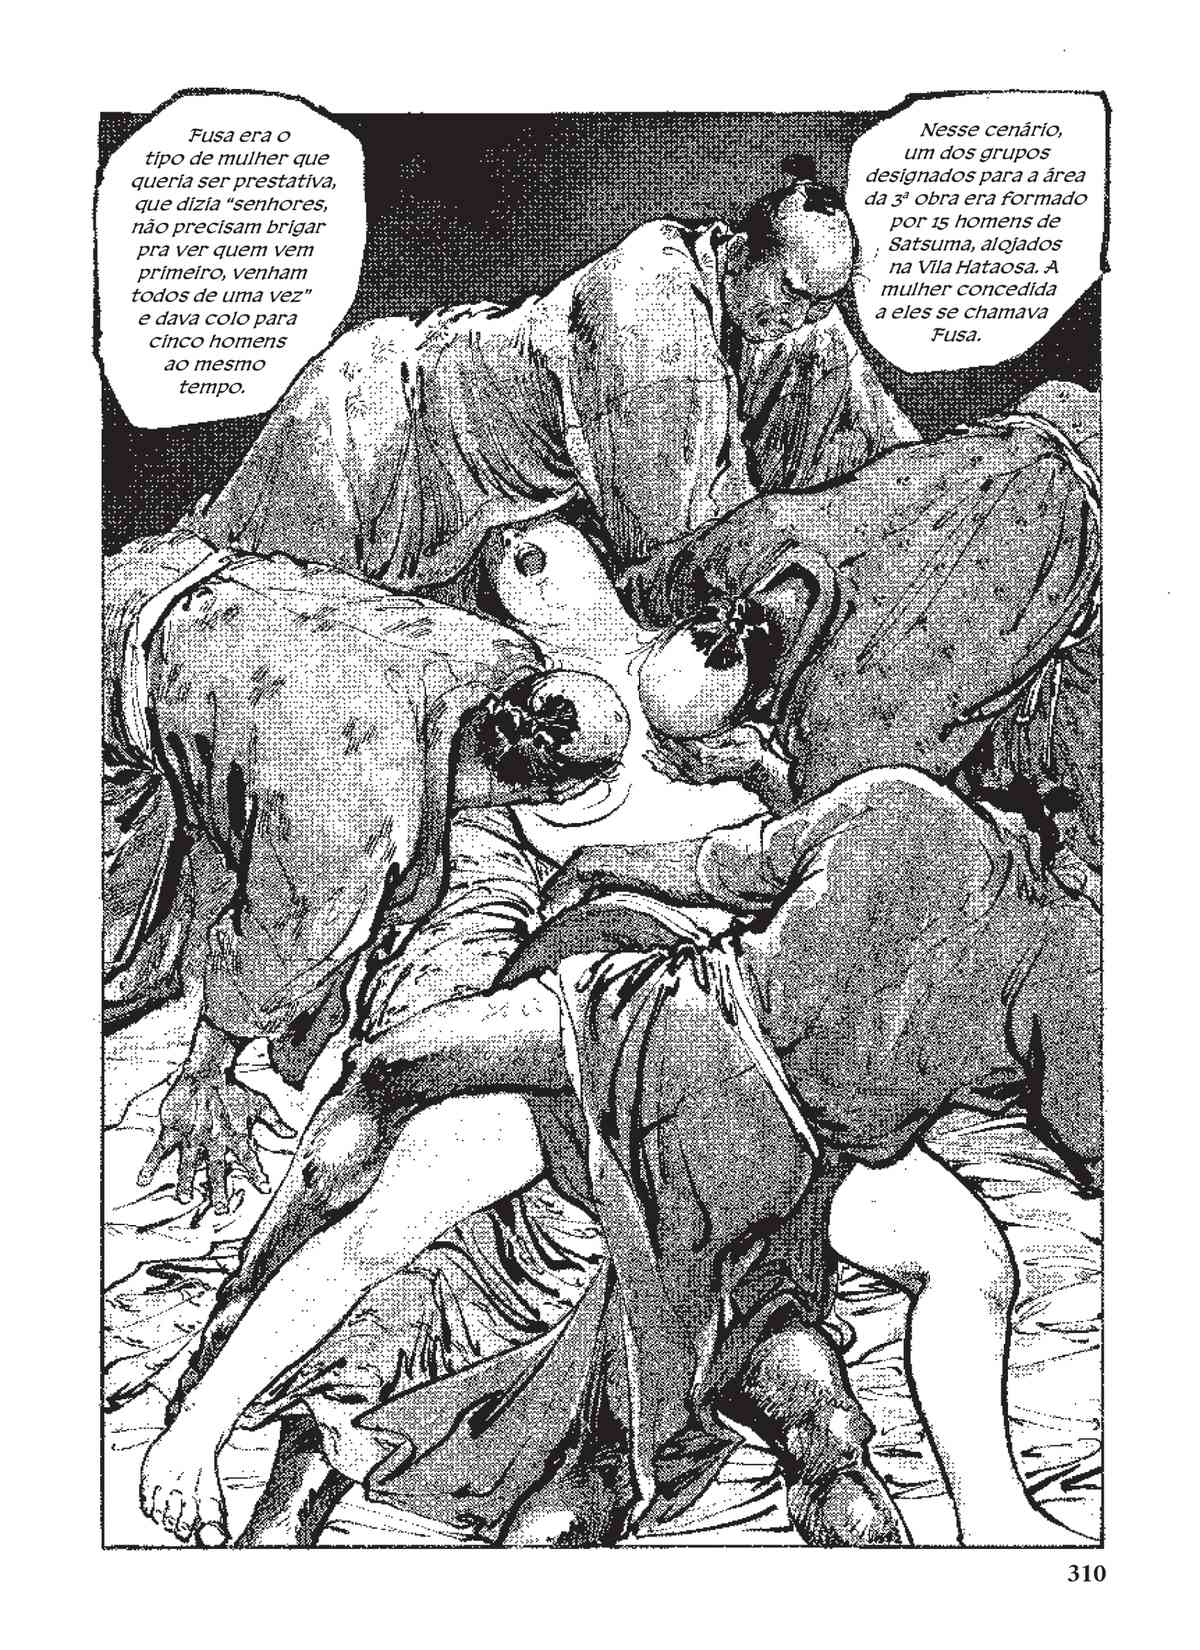 Nesse cenário,
um dos grupos
designados para a área
da 3ª obra era formado
por 15 homens de
Satsuma, alojados
na Vila Hataosa. A
mulher concedida
a eles se chamava
Fusa.
Fusa era o
tipo de mulher que
queria ser prestativa,
que dizia “senhores,
não precisam brigar
pra ver quem vem
primeiro, venham
todos de uma vez”
e dava colo para
cinco homens
ao mesmo
tempo.
310